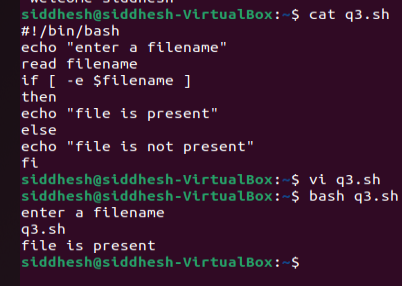 welcome siddhesh
siddhesh@siddhesh-VirtualBox:~$ cat q3.sh
#!/bin/bash
echo "enter a filename"
read filename
if [ -e $filename ]
then
echo "file is present"
else
echo "file is not present"
fi
siddhesh@siddhesh-VirtualBox:~$ vi q3.sh
siddhesh@siddhesh-VirtualBox:~$ bash q3.sh
enter a filename
q3.sh
file is present
siddhesh@siddhesh-VirtualBox:~$